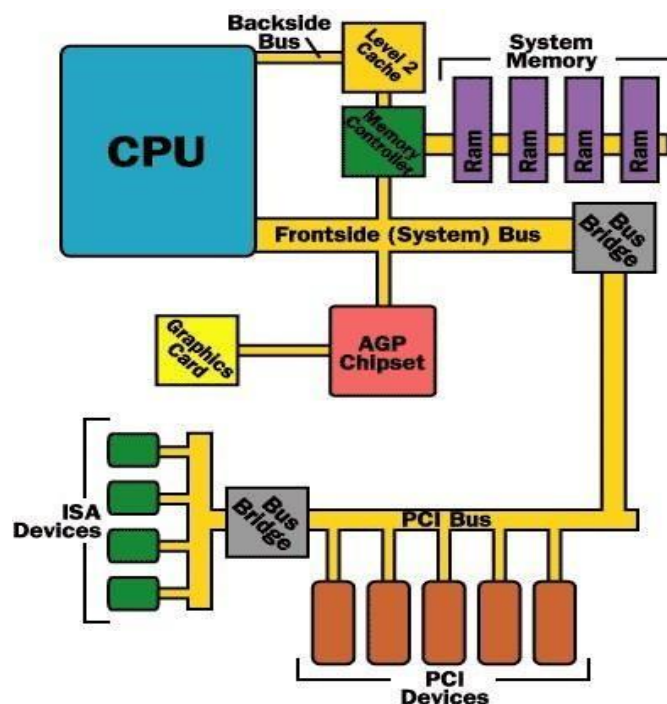 Backside
Bus
Level 2
Cache
System
Memory
CPU
Memory
Controller
Ram
Ram
Ram
Ram
Frontside (System) Bus
Bus
Bridge
Graphics
Card
AGP
Chipset
ISA
Devices
Bus
Bridge
PCI Bus
PCI
Devices